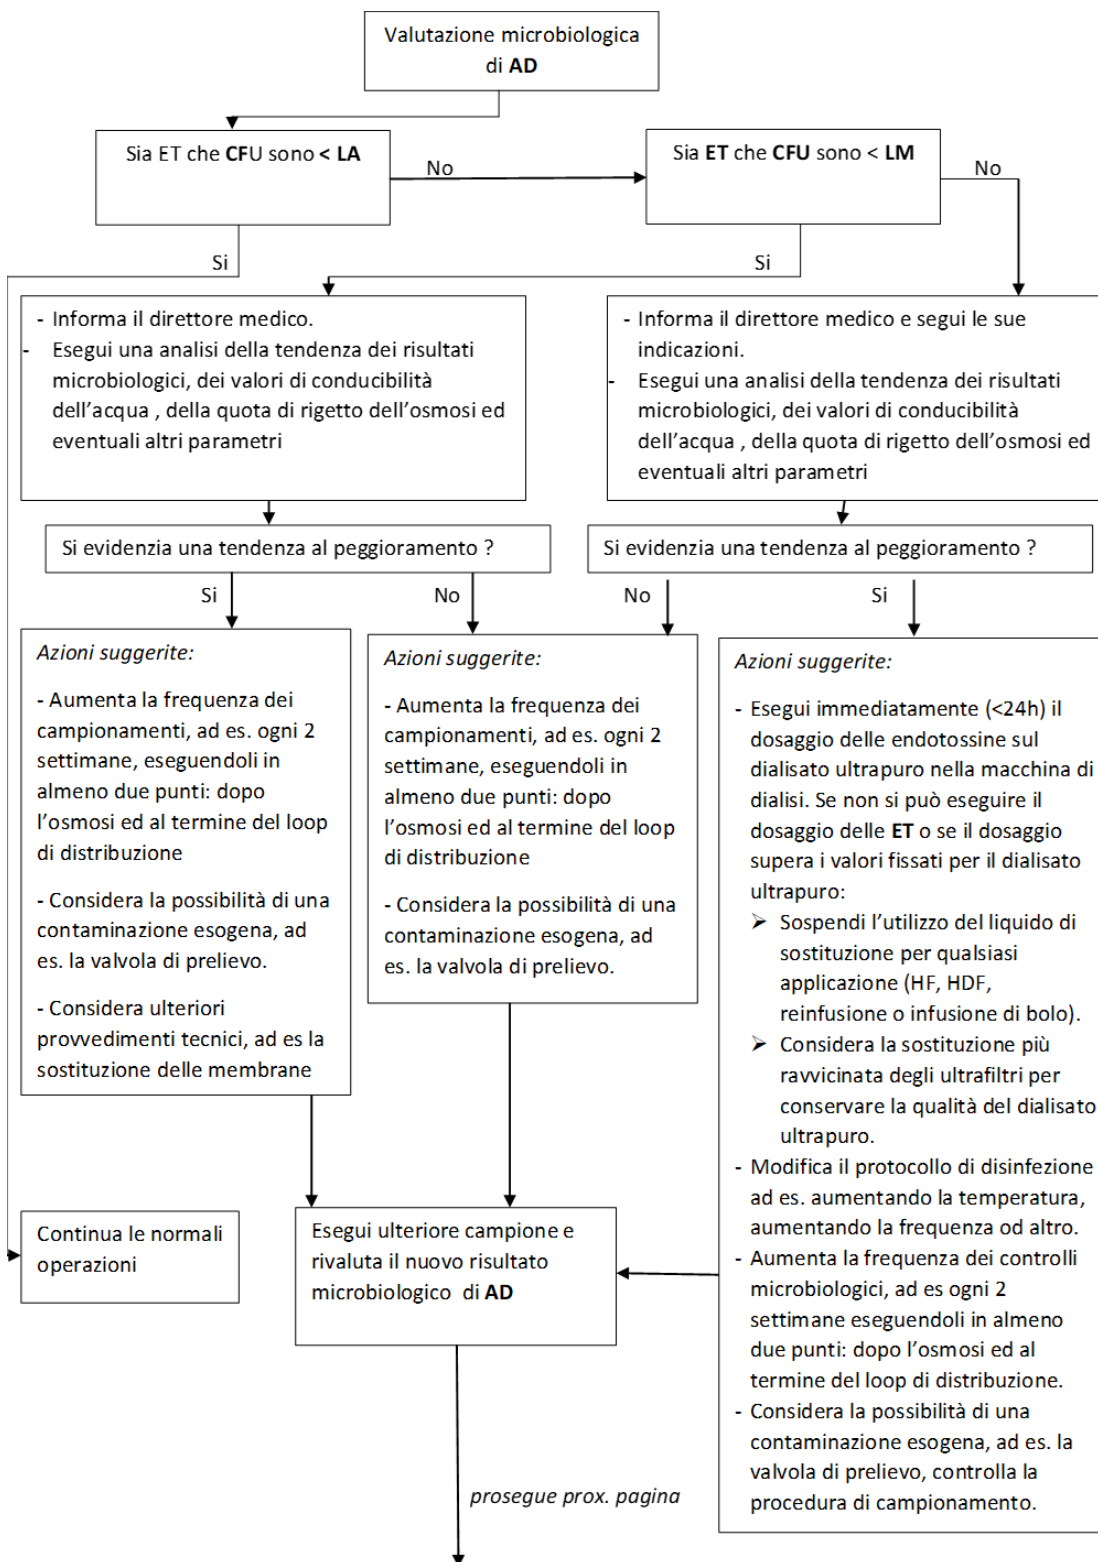 Valutazione microbiologica
di AD
Sia ET che CFU sono < LA
No
Sia ET che CFU sono < LM
No
Si
Si
- Informa il direttore medico.
- Esegui una analisi della tendenza dei risultati
microbiologici, dei valori di conducibilità
dell'acqua , della quota di rigetto dell'osmosi ed
eventuali altri parametri
- Informa il direttore medico e segui le sue
indicazioni.
- Esegui una analisi della tendenza dei risultati
microbiologici, dei valori di conducibilità
dell'acqua , della quota di rigetto dell'osmosi ed
eventuali altri parametri
Si evidenzia una tendenza al peggioramento ?
Si evidenzia una tendenza al peggioramento ?
Si
No
No
Si
Azioni suggerite:
- Aumenta la frequenza dei
campionamenti, ad es. ogni 2
settimane, eseguendoli in
almeno due punti: dopo
l'osmosi ed al termine del loop
di distribuzione
- Considera la possibilità di una
contaminazione esogena, ad
es. la valvola di prelievo.
- Considera ulteriori
provvedimenti tecnici, ad es la
sostituzione delle membrane
Azioni suggerite:
- Aumenta la frequenza dei
campionamenti, ad es. ogni 2
settimane, eseguendoli in
almeno due punti: dopo
l'osmosi ed al termine del loop
di distribuzione
- Considera la possibilità di una
contaminazione esogena, ad
es. la valvola di prelievo.
Azioni suggerite:
- Esegui immediatamente (<24h) il
dosaggio delle endotossine sul
dialisato ultrapuro nella macchina di
dialisi. Se non si può eseguire il
dosaggio delle ET o se il dosaggio
supera i valori fissati per il dialisato
ultrapuro:
➢ Sospendi l'utilizzo del liquido di
sostituzione per qualsiasi
applicazione (HF, HDF,
reinfusione o infusione di bolo).
➢ Considera la sostituzione più
ravvicinata degli ultrafiltri per
conservare la qualità del dialisato
ultrapuro.
- Modifica il protocollo di disinfezione
ad es. aumentando la temperatura,
aumentando la frequenza od altro.
- Aumenta la frequenza dei controlli
microbiologici, ad es ogni 2
settimane eseguendoli in almeno
due punti: dopo l'osmosi ed al
termine del loop di distribuzione.
- Considera la possibilità di una
contaminazione esogena, ad es. la
valvola di prelievo, controlla la
procedura di campionamento.
Continua le normali
operazioni
Esegui ulteriore campione e
rivaluta il nuovo risultato
microbiologico di AD
prosegue prox. pagina